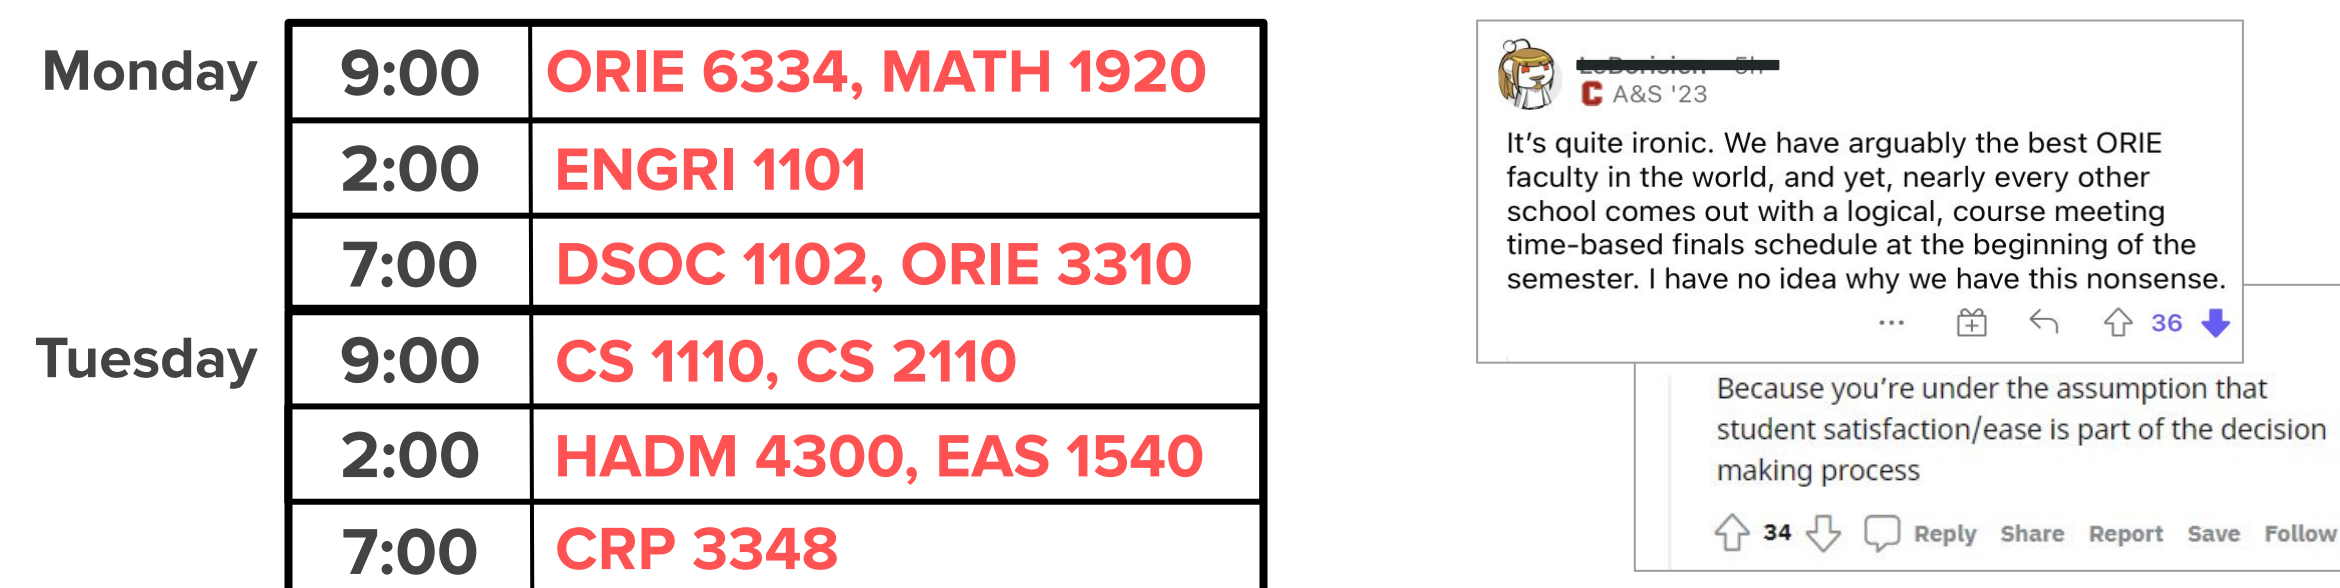 Monday
9:00 ORIE 6334, MATH 1920
2:00 ENGRI 1101
7:00 DSOC 1102, ORIE 3310
Tuesday
9:00 CS 1110, CS 2110
2:00 HADM 4300, EAS 1540
7:00 CRP 3348
C A&S '23
It's quite ironic. We have arguably the best ORIE
faculty in the world, and yet, nearly every other
school comes out with a logical, course meeting
time-based finals schedule at the beginning of the
semester. I have no idea why we have this nonsense.
... 36
Because you're under the assumption that
student satisfaction/ease is part of the decision
making process
34 Reply Share Report Save Follow